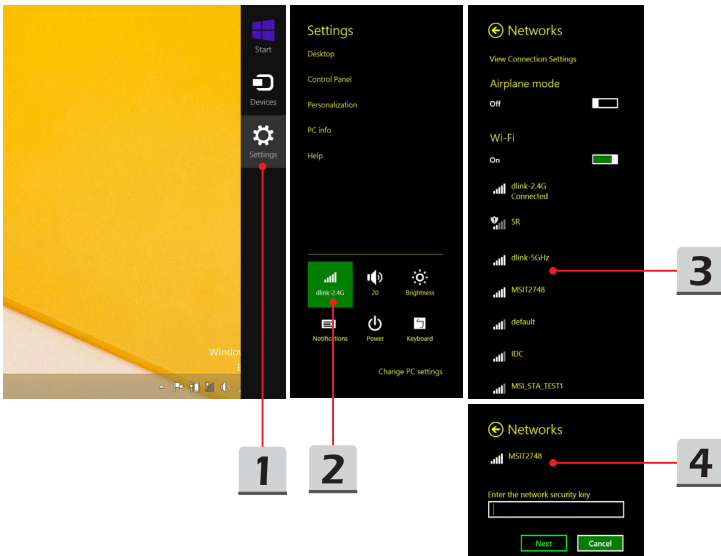 Start
Devices
Settings
Windo
Settings
Desktop
Control Panel
Personalization
PC info
Help
dlink-2.4G
20
Brightness
Notifications
Power
Keyboard
Change PC settings
Networks
View Connection Settings
Airplane mode
Off
Wi-Fi
On
dlink-2.4G
Connected
SR
dlink-5GHz
MSIT2748
default
IDC
MSI_STA_TEST1
Networks
MSIT2748
Enter the network security key
Next
Cancel
1
2
3
4